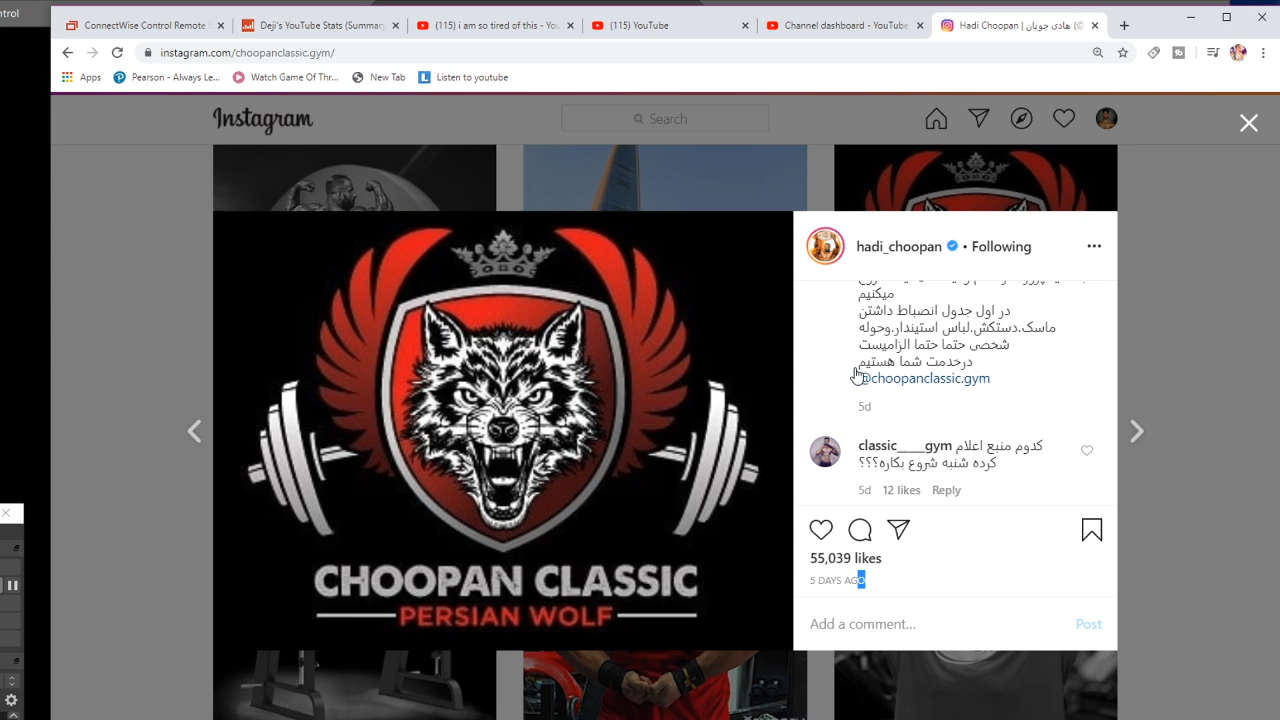 ntrol
ConnectWise Control Remote
Deji's YouTube Stats (Summary
(115) i am so tired of this - You
(115) YouTube
Channel dashboard - YouTube
Hadi Choopan | هادی چوپان (@
instagram.com/choopanclassic.gym/
Apps
Pearson - Always Le...
Watch Game Of Thr...
New Tab
Listen to youtube
Instagram
Search
hadi_choopan • Following
میکنیم
در اول جدول انصباط داشتن
ماسک.دستکش.لباس استیندار.وحوله
شخصی حتما حتما الزامیست
درخدمت شما هستیم
@choopanclassic.gym
5d
classic____gym کدوم منبع اعلام
کرده شنبه شروع بکاره؟؟؟
5d 12 likes Reply
55,039 likes
5 DAYS AGO
Add a comment...
Post
CHOOPAN CLASSIC
PERSIAN WOLF